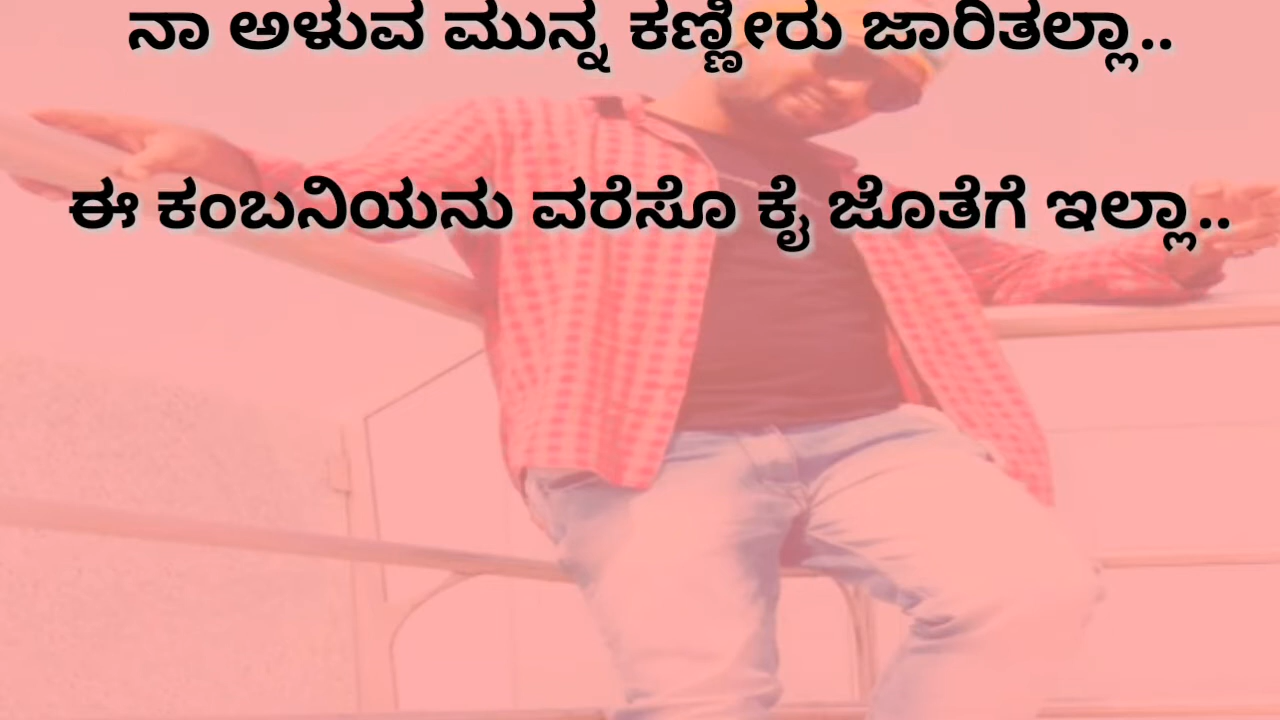 ನಾ ಅಳುವ ಮುನ್ನ ಕಣ್ಣೀರು ಜಾರಿತಲ್ಲಾ..
ಈ ಕಂಬನಿಯನು ವರೆಸೊ ಕೈ ಜೊತೆಗೆ ಇಲ್ಲಾ..